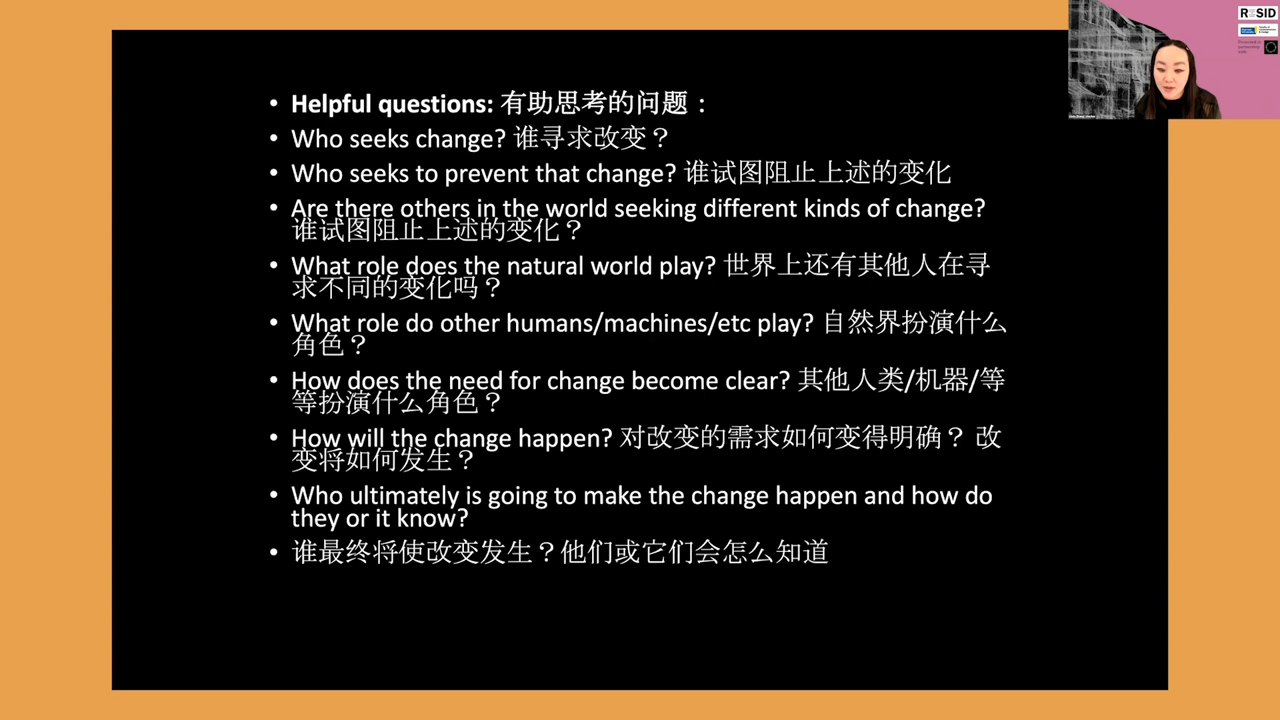 • Helpful questions: 有助思考的问题：
• Who seeks change? 谁寻求改变？
• Who seeks to prevent that change? 谁试图阻止上述的变化
• Are there others in the world seeking different kinds of change?
谁试图阻止上述的变化？
• What role does the natural world play? 世界上还有其他人在寻
求不同的变化吗？
• What role do other humans/machines/etc play? 自然界扮演什么
角色？
• How does the need for change become clear? 其他人类/机器/等
等扮演什么角色？
• How will the change happen? 对改变的需求如何变得明确？ 改
变将如何发生？
• Who ultimately is going to make the change happen and how do
they or it know?
• 谁最终将使改变发生？他们或它们会怎么知道